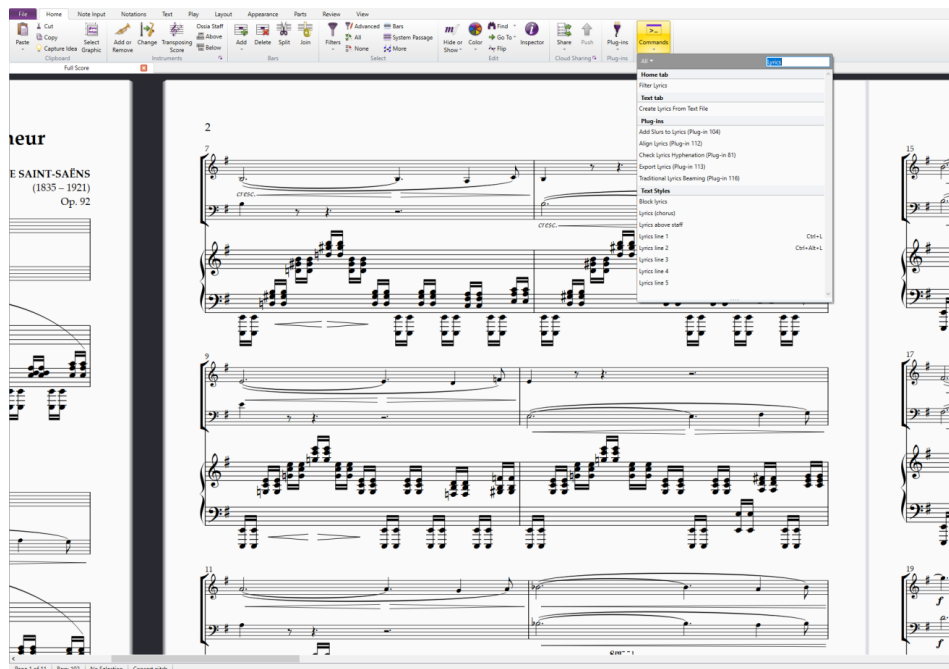 File Home Note Input Notations Text Play Layout Appearance Parts Review View
Paste
Cut
Copy
Capture Idea
Select Graphic
Clipboard
Add or Remove
Change
Transposing Score
Ossia Staff
Above
Below
Instruments
Add
Delete
Split
Join
Bars
Filters
Advanced
All
None
Bars
System Passage
More
Select
Hide or Show
Color
Find
Go To
Flip
Inspector
Edit
Share
Push
Cloud Sharing
Plug-ins
Plug-ins
Commands
Full Score
All
Lyrics
Home tab
Filter Lyrics
Text tab
Create Lyrics From Text File
Plug-ins
Add Slurs to Lyrics (Plug-in 104)
Align Lyrics (Plug-in 112)
Check Lyrics Hyphenation (Plug-in 81)
Export Lyrics (Plug-in 113)
Traditional Lyrics Beaming (Plug-in 116)
Text Styles
Block lyrics
Lyrics (chorus)
Lyrics above staff
Lyrics line 1 Ctrl+L
Lyrics line 2 Ctrl+Alt+L
Lyrics line 3
Lyrics line 4
Lyrics line 5
neur
E SAINT-SAËNS
(1835 – 1921)
Op. 92
2
7
cresc.
cresc.
9
11
15
17
19
f
f